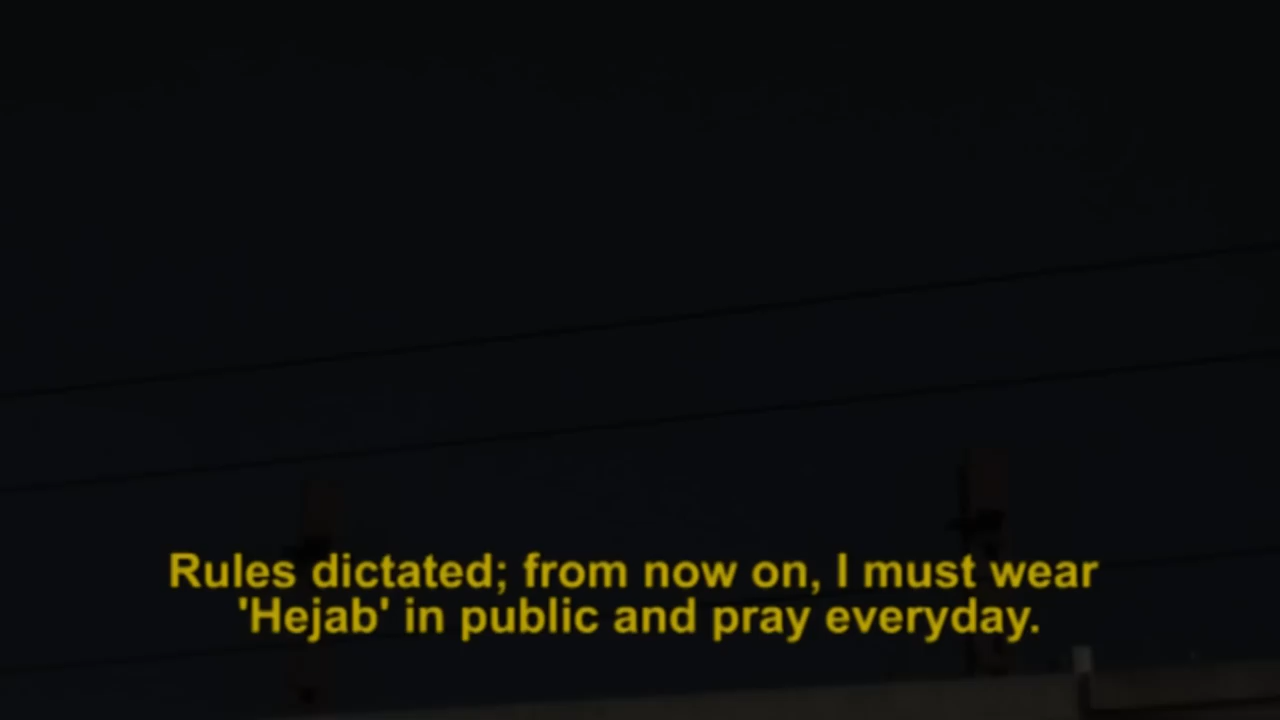 Rules dictated; from now on, I must wear
'Hejab' in public and pray everyday.